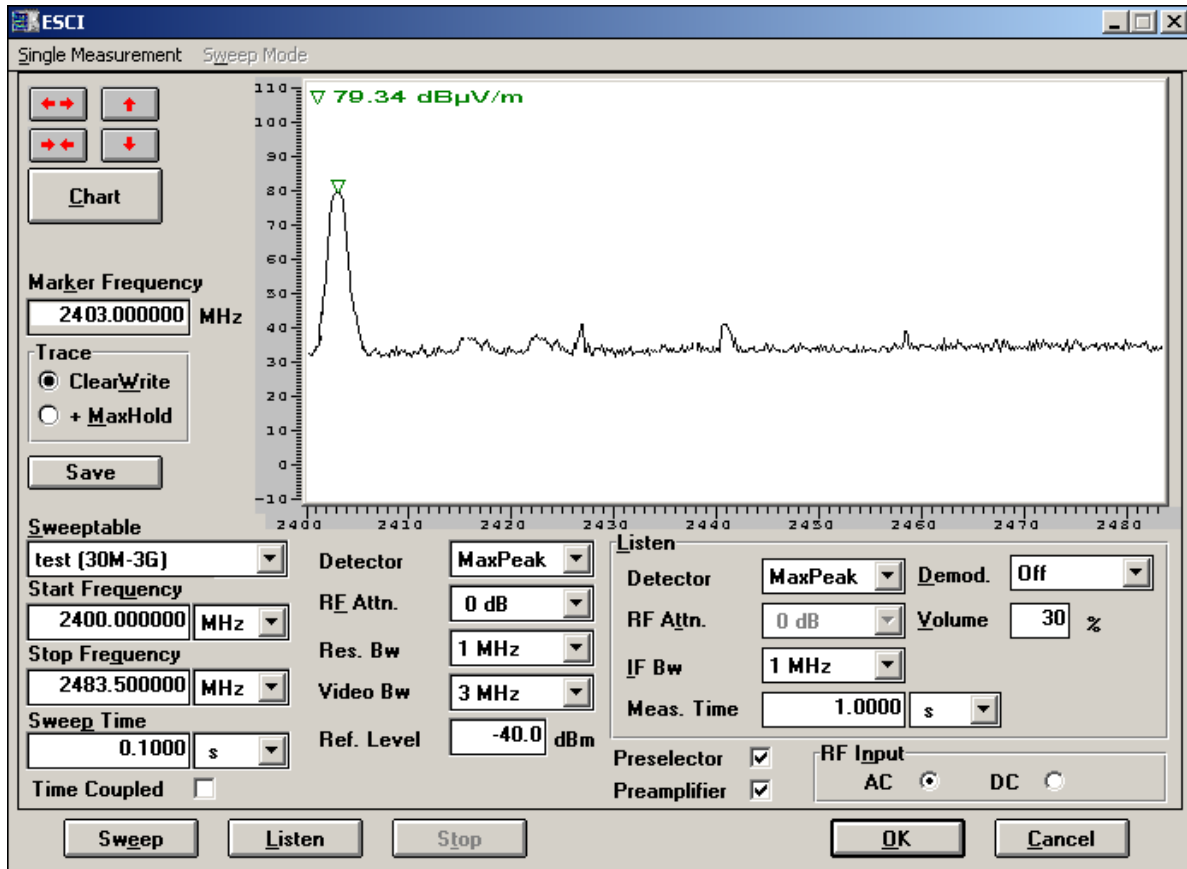 ESCI
Single Measurement Sweep Mode
Chart
Marker Frequency
2403.000000 MHz
Trace
ClearWrite
+ MaxHold
Save
▽ 79.34 dBµV/m
110
100
90
80
70
60
50
40
30
20
10
0
-10
2400 2410 2420 2430 2440 2450 2460 2470 2480
Sweeptable
test (30M-3G)
Start Frequency
2400.000000 MHz
Stop Frequency
2483.500000 MHz
Sweep Time
0.1000 s
Time Coupled
Detector MaxPeak
RF Attn. 0 dB
Res. Bw 1 MHz
Video Bw 3 MHz
Ref. Level -40.0 dBm
Listen
Detector MaxPeak Demod. Off
RF Attn. 0 dB Volume 30 %
IF Bw 1 MHz
Meas. Time 1.0000 s
Preselector
Preamplifier
RF Input
AC DC
Sweep Listen Stop OK Cancel